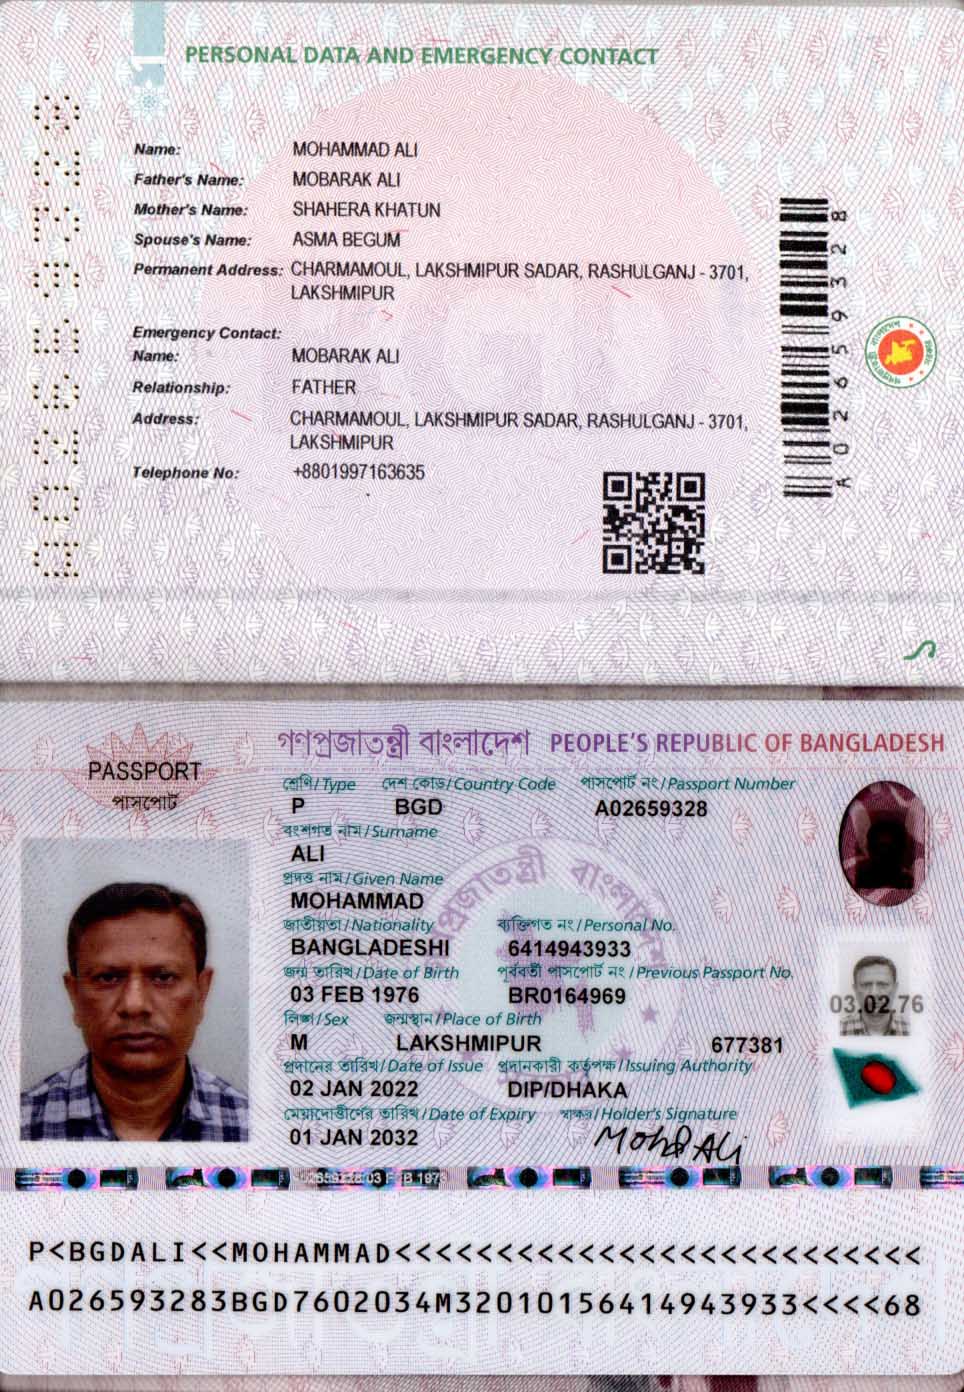 1
PERSONAL DATA AND EMERGENCY CONTACT
Name: MOHAMMAD ALI
Father's Name: MOBARAK ALI
Mother's Name: SHAHERA KHATUN
Spouse's Name: ASMA BEGUM
Permanent Address: CHARMAMOUL, LAKSHMIPUR SADAR, RASHULGANJ - 3701,
LAKSHMIPUR
Emergency Contact:
Name: MOBARAK ALI
Relationship: FATHER
Address: CHARMAMOUL, LAKSHMIPUR SADAR, RASHULGANJ - 3701,
LAKSHMIPUR
Telephone No: +8801997163635
A02659328
গণপ্রজাতন্ত্রী বাংলাদেশ PEOPLE'S REPUBLIC OF BANGLADESH
PASSPORT
পাসপোর্ট
শ্রেণি/Type দেশ কোড/Country Code পাসপোর্ট নং/Passport Number
P BGD A02659328
বংশগত নাম/Surname
ALI
প্রদত্ত নাম/Given Name
MOHAMMAD
জাতীয়তা/Nationality ব্যক্তিগত নং/Personal No.
BANGLADESHI 6414943933
জন্ম তারিখ/Date of Birth পূর্ববর্তী পাসপোর্ট নং/Previous Passport No.
03 FEB 1976 BR0164969
03.02.76
লিঙ্গ/Sex জন্মস্থান/Place of Birth
M LAKSHMIPUR 677381
প্রদানের তারিখ/Date of Issue প্রদানকারী কর্তৃপক্ষ/Issuing Authority
02 JAN 2022 DIP/DHAKA
মেয়াদোত্তীর্ণের তারিখ/Date of Expiry স্বাক্ষর/Holder's Signature
01 JAN 2032 Mohd Ali
P<BGDALI<<MOHAMMAD<<<<<<<<<<<<<<<<<<<<<<<<<<
A026593283BGD7602034M32010156414943933<<<<68